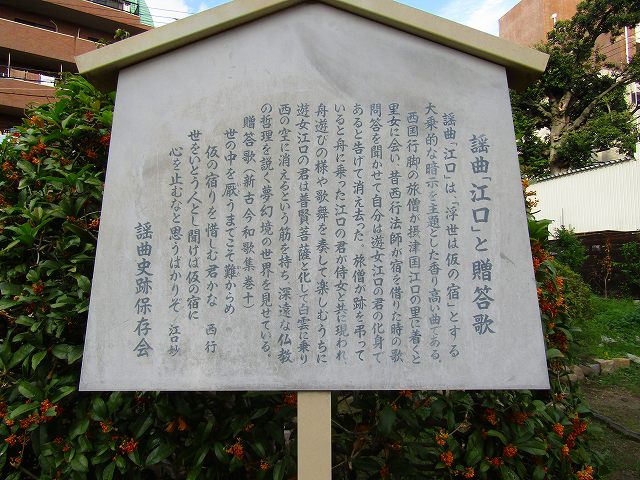 謡曲「江口」と贈答歌
謡曲「江口」は、「浮世は仮の宿」とする
大乗的な暗示を主題とした香り高い曲である。
西国行脚の旅僧が摂津国江口の里に着くと
里女に会い、昔西行法師が宿を借りた時の歌
問答を聞かせて自分は遊女江口の君の化身で
あると告げて消え去った。旅僧が跡を弔って
いると舟に乗った江口の君が侍女と共に現われ
舟遊びの様や歌舞を奏して楽しむうちに
遊女江口の君は普賢菩薩と化して白雲に乗り
西の空に消えるという筋を持ち、深遠な仏教
の哲理を説く夢幻境の世界を見せている。
贈答歌(新古今和歌集巻十)
世の中を厭うまでこそ難からめ
仮の宿りを惜しむ君かな 西行
世をいとう人とし聞けば仮の宿に
心を止むなと思うばかりぞ 江口妙
謡曲史跡保存会